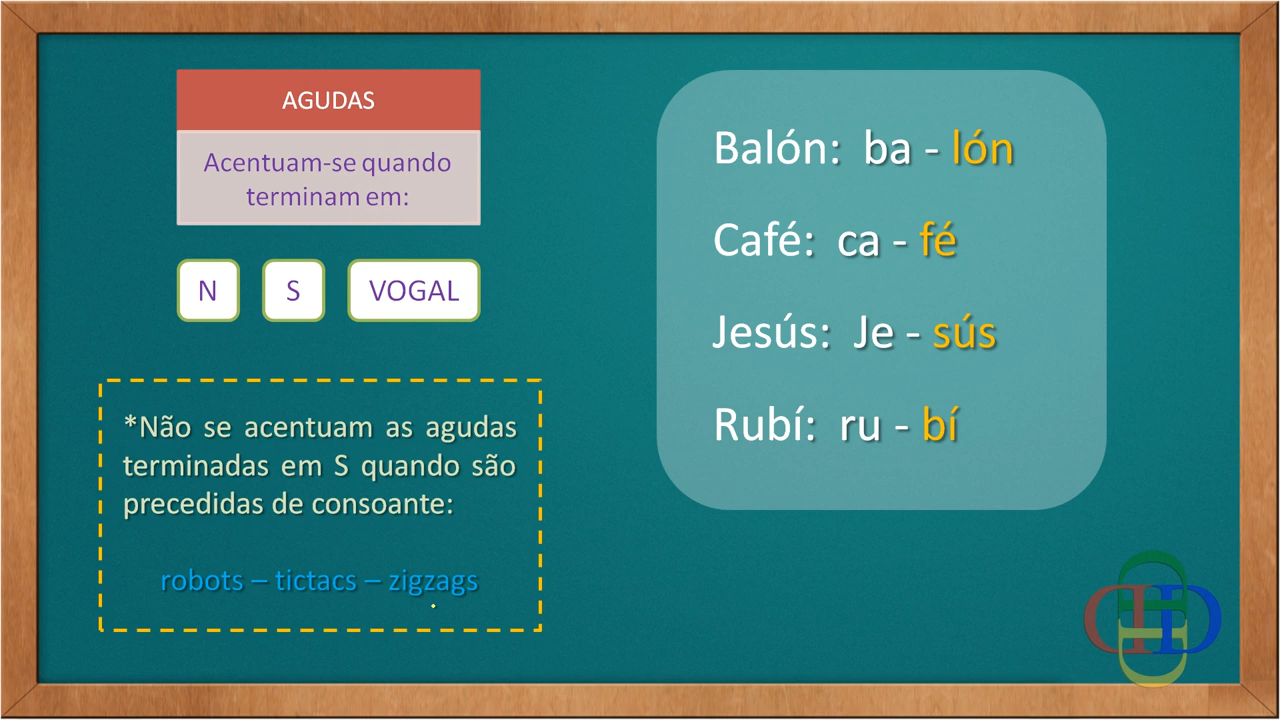 AGUDAS
Acentuam-se quando
terminam em:
N S VOGAL
*Não se acentuam as agudas
terminadas em S quando são
precedidas de consoante:
robots – tictacs – zigzags
Balón: ba - lón
Café: ca - fé
Jesús: Je - sús
Rubí: ru - bí